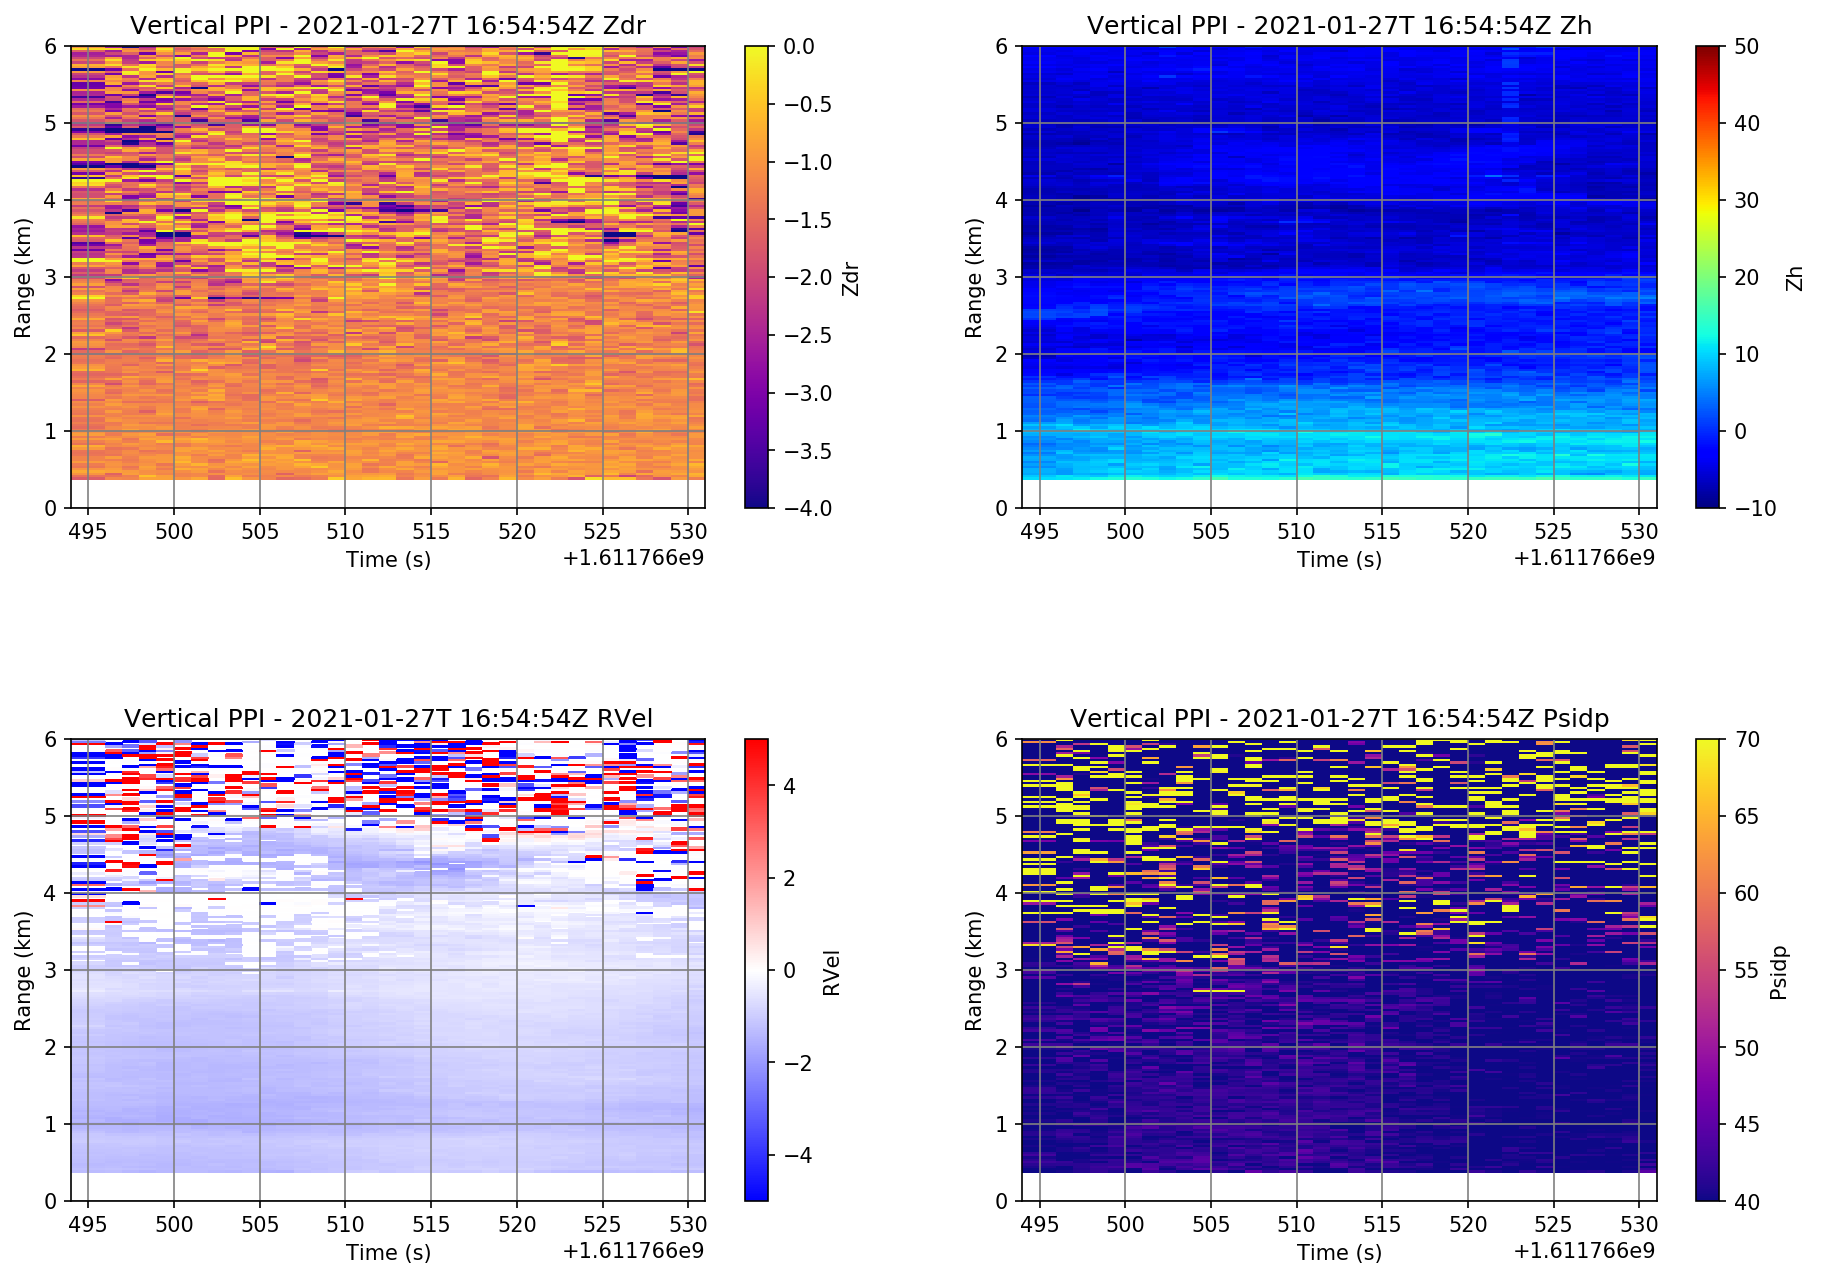 Vertical PPI - 2021-01-27T 16:54:54Z Zdr
6
5
4
3
2
1
0
Range (km)
495 500 505 510 515 520 525 530
Time (s)
+1.611766e9
0.0
−0.5
−1.0
−1.5
−2.0
−2.5
−3.0
−3.5
−4.0
Zdr
Vertical PPI - 2021-01-27T 16:54:54Z Zh
6
5
4
3
2
1
0
Range (km)
495 500 505 510 515 520 525 530
Time (s)
+1.611766e9
50
40
30
20
10
0
−10
Zh
Vertical PPI - 2021-01-27T 16:54:54Z RVel
6
5
4
3
2
1
0
Range (km)
495 500 505 510 515 520 525 530
Time (s)
+1.611766e9
4
2
0
−2
−4
RVel
Vertical PPI - 2021-01-27T 16:54:54Z Psidp
6
5
4
3
2
1
0
Range (km)
495 500 505 510 515 520 525 530
Time (s)
+1.611766e9
70
65
60
55
50
45
40
Psidp